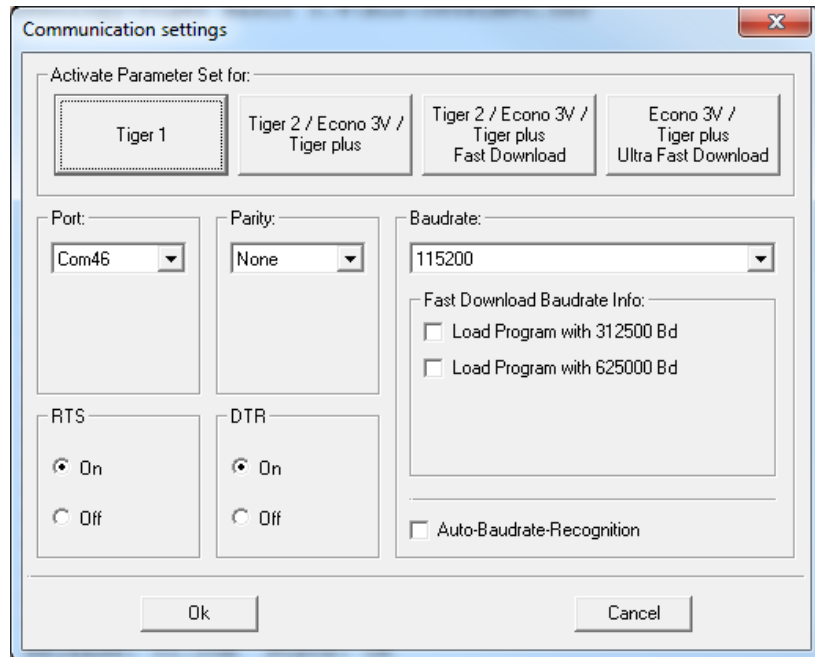 Communication settings
Activate Parameter Set for:
Tiger 1
Tiger 2 / Econo 3V /
Tiger plus
Tiger 2 / Econo 3V /
Tiger plus
Fast Download
Econo 3V /
Tiger plus
Ultra Fast Download
Port:
Com46
Parity:
None
Baudrate:
115200
Fast Download Baudrate Info:
Load Program with 312500 Bd
Load Program with 625000 Bd
RTS
On
Off
DTR
On
Off
Auto-Baudrate-Recognition
Ok
Cancel